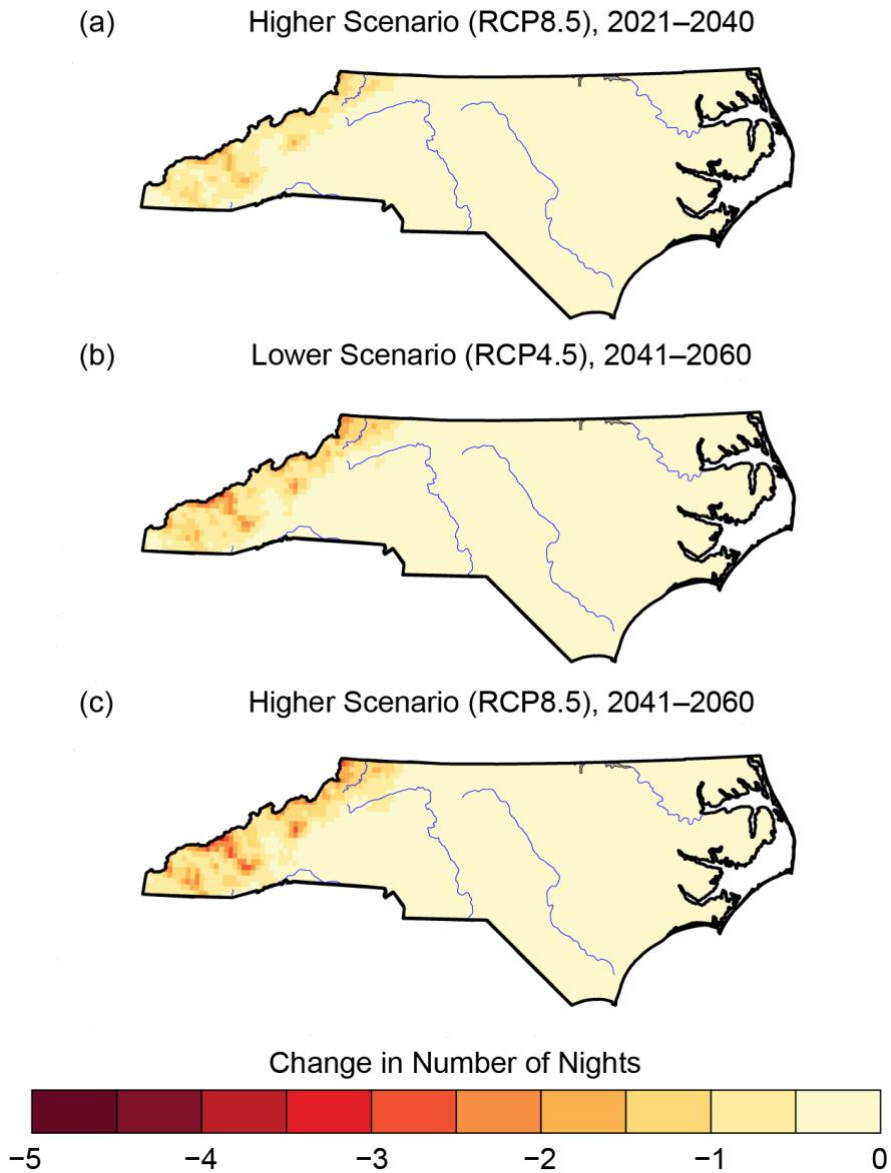 (a) Higher Scenario (RCP8.5), 2021–2040
(b) Lower Scenario (RCP4.5), 2041–2060
(c) Higher Scenario (RCP8.5), 2041–2060
Change in Number of Nights
−5 −4 −3 −2 −1 0